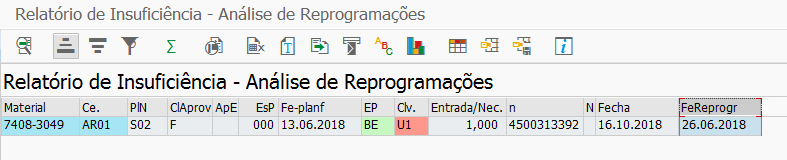 Relatório de Insuficiência - Análise de Reprogramações
Σ T A B C i
Relatório de Insuficiência - Análise de Reprogramações
Material Ce. PlN ClAprov ApE EsP Fe-planf EP Clv. Entrada/Nec. n N Fecha FeReprogr
7408-3049 AR01 S02 F 000 13.06.2018 BE U1 1,000 4500313392 16.10.2018 26.06.2018